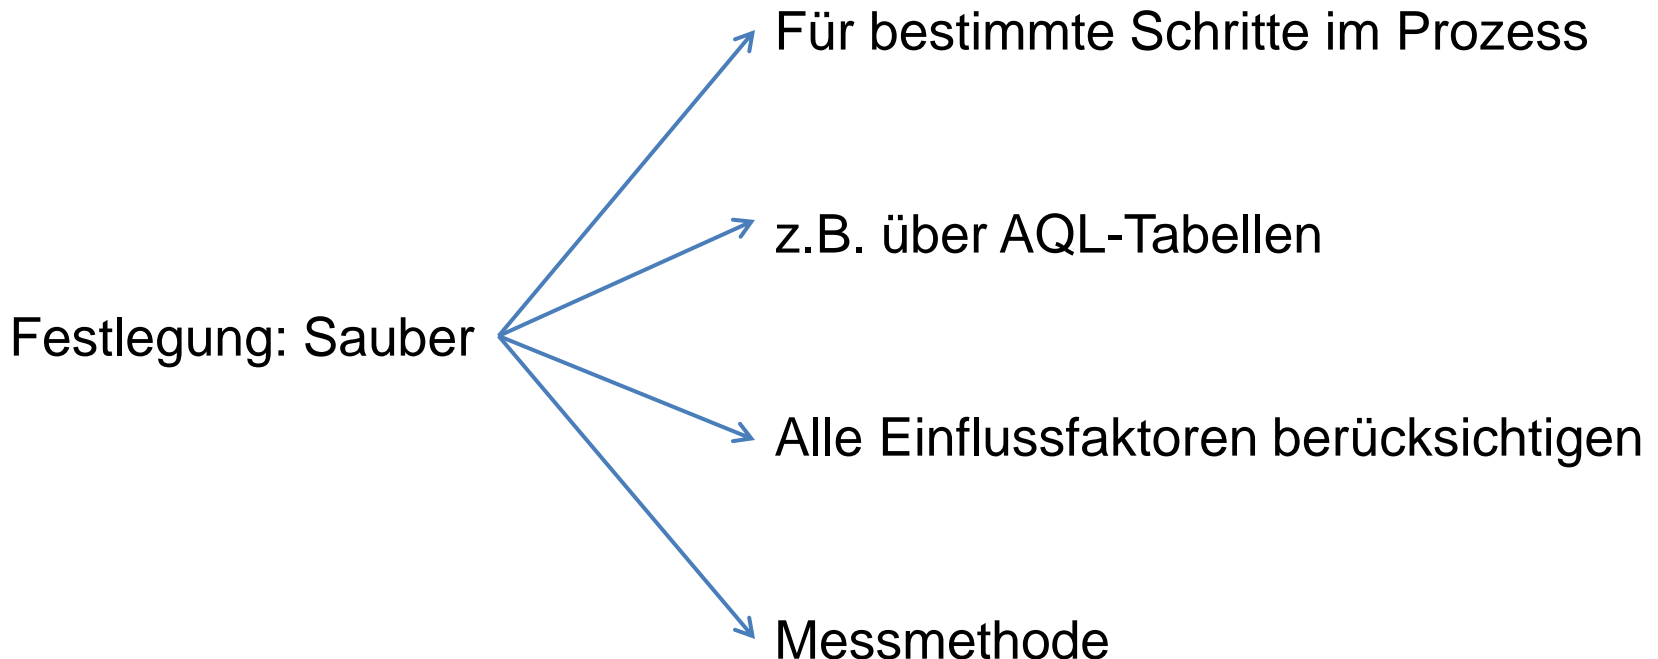 Für bestimmte Schritte im Prozess
z.B. über AQL-Tabellen
Festlegung: Sauber
Alle Einflussfaktoren berücksichtigen
Messmethode